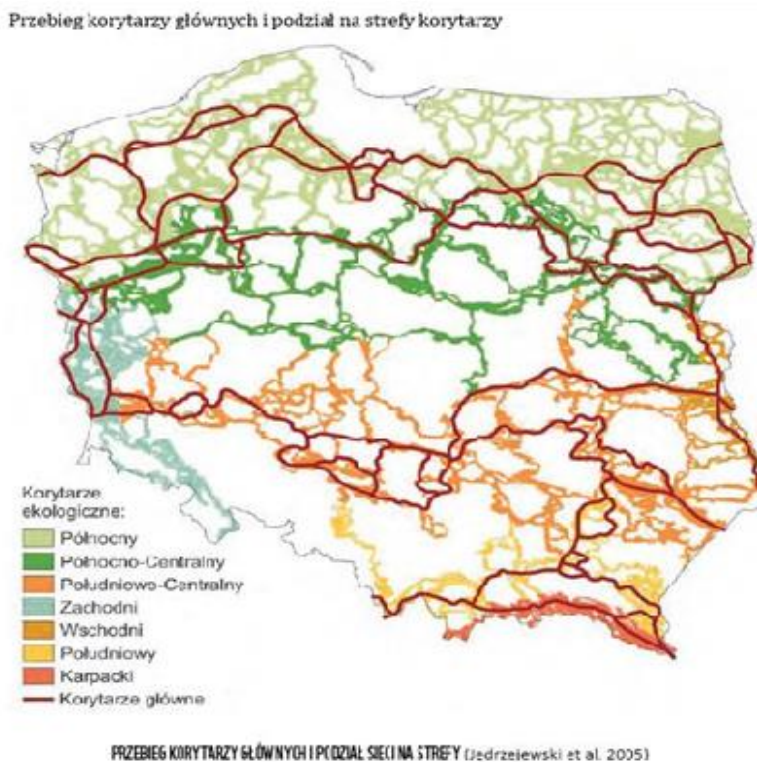 Przebieg korytarzy głównych i podział na strefy korytarzy
Korytarze
ekologiczne:
Północny
Północno-Centralny
Południowo-Centralny
Zachodni
Wschodni
Południowy
Karpacki
Korytarze główne
PRZEBIEG KORYTARZY GŁÓWNYCH I PODZIAŁ SIECI NA STREFY (Jędrzejewski et al. 2005)